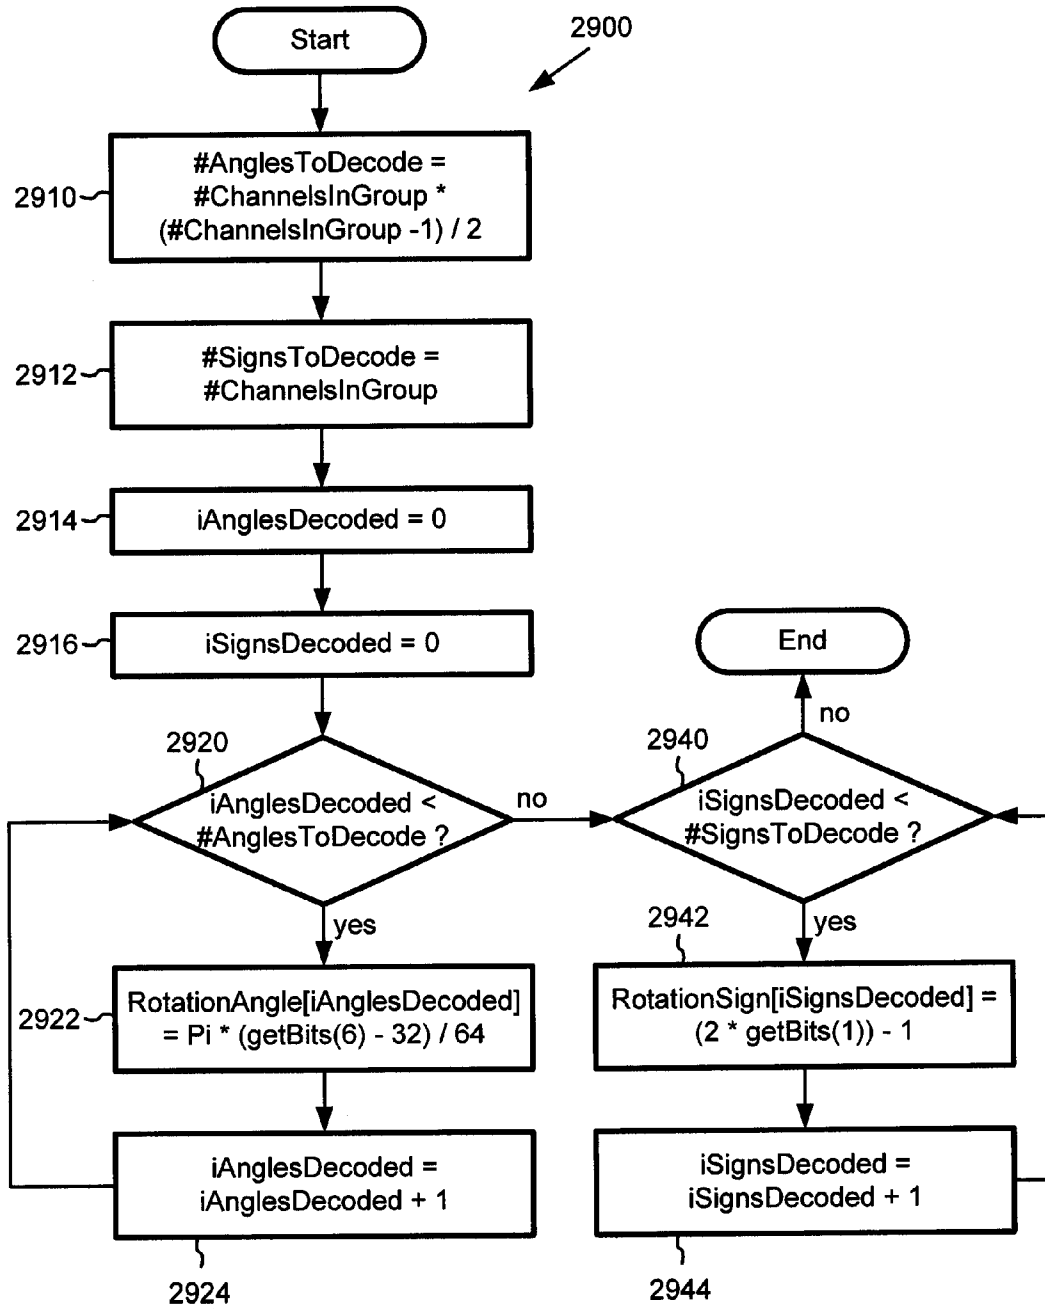 Start
2900
#AnglesToDecode =
#ChannelsInGroup *
(#ChannelsInGroup -1) / 2
2910
#SignsToDecode =
#ChannelsInGroup
2912
iAnglesDecoded = 0
2914
iSignsDecoded = 0
2916
End
no
2920
iAnglesDecoded <
#AnglesToDecode ?
no
2940
iSignsDecoded <
#SignsToDecode ?
yes
2942
yes
RotationAngle[iAnglesDecoded]
= Pi * (getBits(6) - 32) / 64
2922
RotationSign[iSignsDecoded] =
(2 * getBits(1)) - 1
iAnglesDecoded =
iAnglesDecoded + 1
2924
iSignsDecoded =
iSignsDecoded + 1
2944